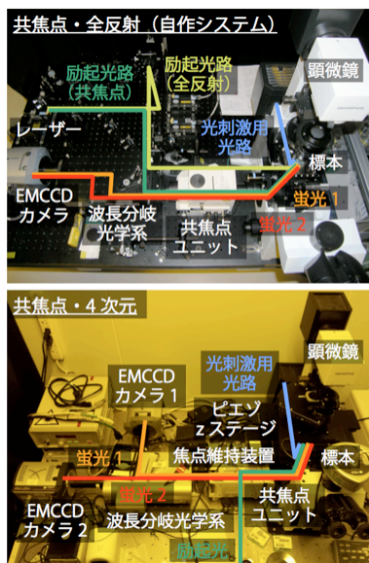 共焦点・全反射（自作システム）
励起光路
（共焦点）
励起光路
（全反射）
顕微鏡
レーザー
光刺激用
光路
標本
EMCCD
カメラ
波長分岐
光学系
共焦点
ユニット
蛍光 1
蛍光 2
共焦点・4 次元
顕微鏡
EMCCD
カメラ 1
光刺激用
光路
ピエゾ
z ステージ
蛍光 1
焦点維持装置
標本
蛍光 2
EMCCD
カメラ 2
波長分岐光学系
共焦点
ユニット
励起光